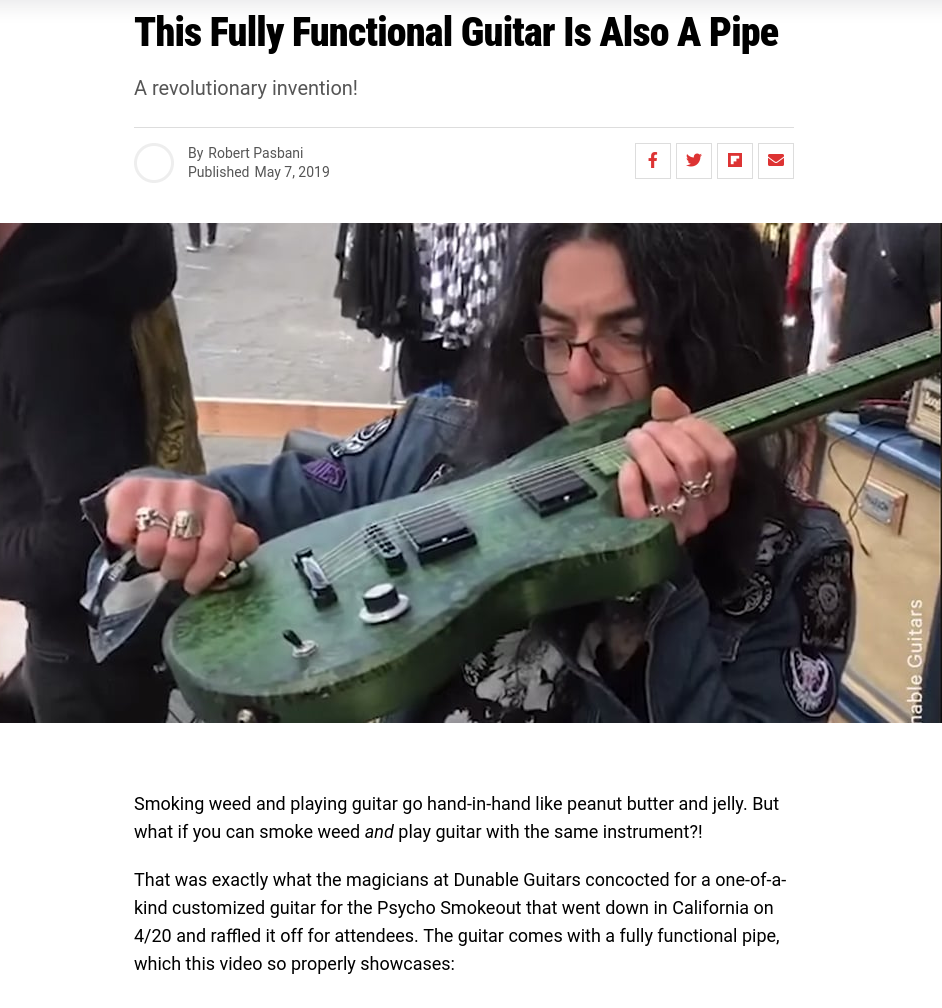 This Fully Functional Guitar Is Also A Pipe
A revolutionary invention!
By Robert Pasbani
Published May 7, 2019
nable Guitars
Smoking weed and playing guitar go hand-in-hand like peanut butter and jelly. But
what if you can smoke weed and play guitar with the same instrument?!
That was exactly what the magicians at Dunable Guitars concocted for a one-of-a-
kind customized guitar for the Psycho Smokeout that went down in California on
4/20 and raffled it off for attendees. The guitar comes with a fully functional pipe,
which this video so properly showcases: